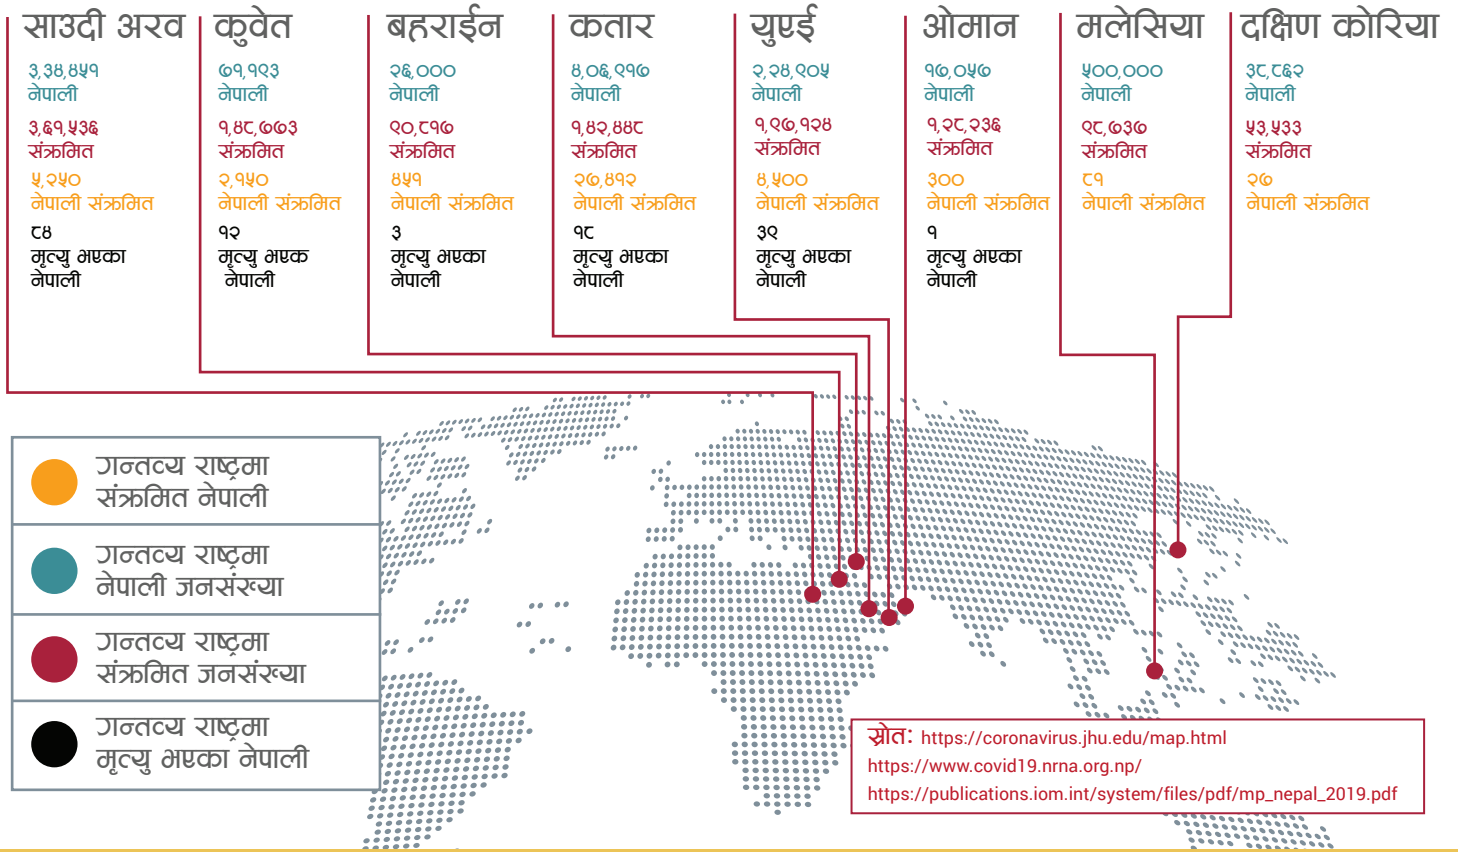 साउदी अरव
३,३४,४५१
नेपाली
३,६१,५३६
संक्रमित
५,२५०
नेपाली संक्रमित
८४
मृत्यु भएका
नेपाली
कुवेत
७१,१९३
नेपाली
१,४८,७७३
संक्रमित
२,१५०
नेपाली संक्रमित
१२
मृत्यु भएक
नेपाली
बहराईन
२६,०००
नेपाली
९०,८१७
संक्रमित
४५१
नेपाली संक्रमित
३
मृत्यु भएका
नेपाली
कतार
४,०६,९१७
नेपाली
१,४२,४४८
संक्रमित
२७,४१२
नेपाली संक्रमित
१८
मृत्यु भएका
नेपाली
युएई
२,२४,९०५
नेपाली
१,९७,१२४
संक्रमित
४,५००
नेपाली संक्रमित
३९
मृत्यु भएका
नेपाली
ओमान
१७,०५७
नेपाली
१,२८,२३६
संक्रमित
३००
नेपाली संक्रमित
१
मृत्यु भएका
नेपाली
मलेसिया
५००,०००
नेपाली
९८,७३७
संक्रमित
८१
नेपाली संक्रमित
दक्षिण कोरिया
३८,८६२
नेपाली
५३,५३३
संक्रमित
२७
नेपाली संक्रमित
गन्तव्य राष्ट्रमा
संक्रमित नेपाली
गन्तव्य राष्ट्रमा
नेपाली जनसंख्या
गन्तव्य राष्ट्रमा
संक्रमित जनसंख्या
गन्तव्य राष्ट्रमा
मृत्यु भएका नेपाली
स्रोत: https://coronavirus.jhu.edu/map.html
https://www.covid19.nrna.org.np/
https://publications.iom.int/system/files/pdf/mp_nepal_2019.pdf